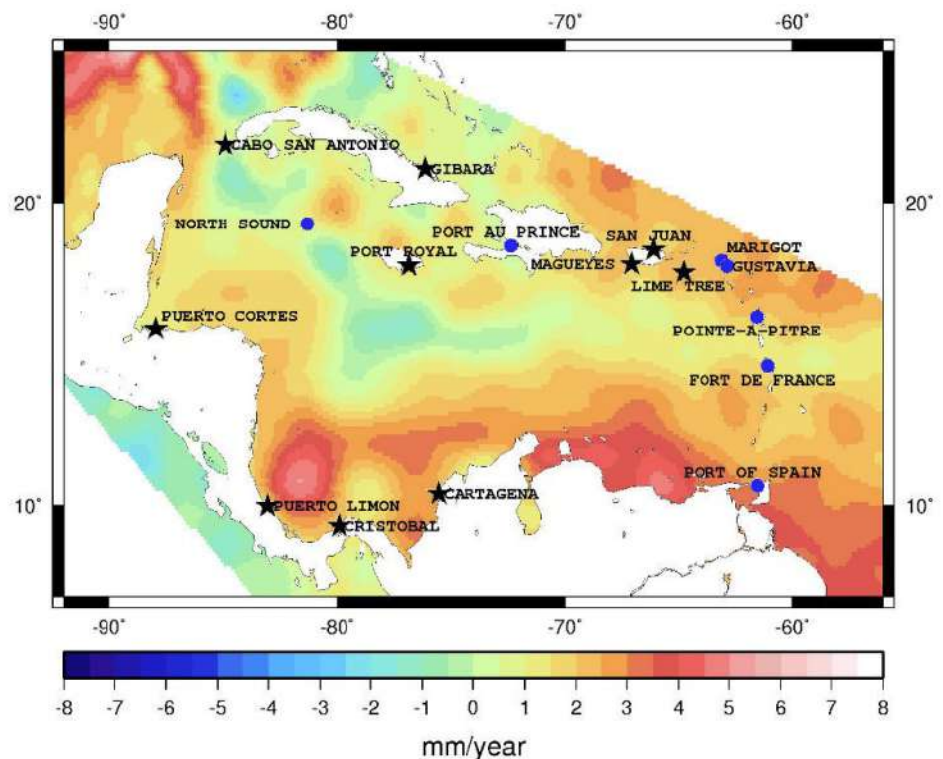 -90° -80° -70° -60°
CABO SAN ANTONIO
GIBARA
20° 20°
NORTH SOUND
PORT AU PRINCE
SAN JUAN
PORT ROYAL
MARIGOT
MAGUEYES
GUSTAVIA
LIME TREE
PUERTO CORTES
POINTE-A-PITRE
FORT DE FRANCE
PORT OF SPAIN
CARTAGENA
PUERTO LIMON
10° 10°
CRISTOBAL
-90° -80° -70° -60°
-8 -7 -6 -5 -4 -3 -2 -1 0 1 2 3 4 5 6 7 8
mm/year